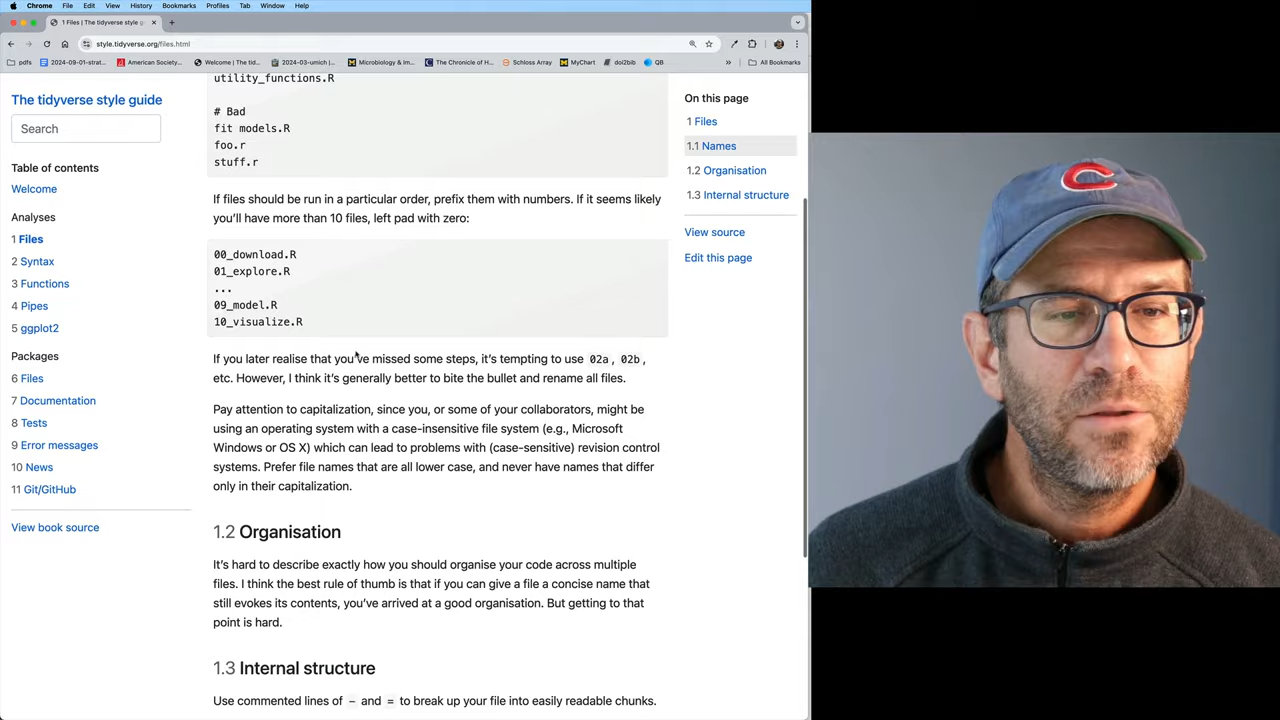 Chrome File Edit View History Bookmarks Profiles Tab Window Help
1 Files | The tidyverse style g
style.tidyverse.org/files.html
pdfs
2024-09-01-strat...
American Society...
Welcome | The tid...
2024-03-umich |...
Microbiology & Im...
The Chronicle of H...
Schloss Array
MyChart
doi2bib
QB
» All Bookmarks
The tidyverse style guide
Search
Table of contents
Welcome
Analyses
1 Files
2 Syntax
3 Functions
4 Pipes
5 ggplot2
Packages
6 Files
7 Documentation
8 Tests
9 Error messages
10 News
11 Git/GitHub
View book source
utility_functions.R
# Bad
fit models.R
foo.r
stuff.r
If files should be run in a particular order, prefix them with numbers. If it seems likely
you'll have more than 10 files, left pad with zero:
00_download.R
01_explore.R
...
09_model.R
10_visualize.R
If you later realise that you've missed some steps, it's tempting to use 02a, 02b,
etc. However, I think it's generally better to bite the bullet and rename all files.
Pay attention to capitalization, since you, or some of your collaborators, might be
using an operating system with a case-insensitive file system (e.g., Microsoft
Windows or OS X) which can lead to problems with (case-sensitive) revision control
systems. Prefer file names that are all lower case, and never have names that differ
only in their capitalization.
1.2 Organisation
It's hard to describe exactly how you should organise your code across multiple
files. I think the best rule of thumb is that if you can give a file a concise name that
still evokes its contents, you've arrived at a good organisation. But getting to that
point is hard.
1.3 Internal structure
Use commented lines of - and = to break up your file into easily readable chunks.
On this page
1 Files
1.1 Names
1.2 Organisation
1.3 Internal structure
View source
Edit this page
C